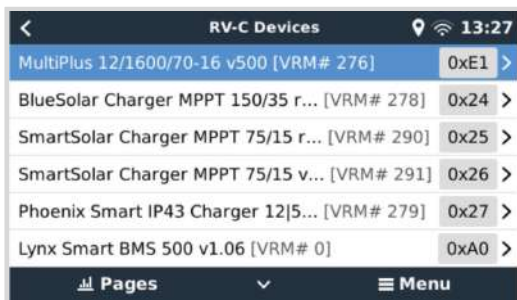 RV-C Devices 13:27
MultiPlus 12/1600/70-16 v500 [VRM# 276] 0xE1
BlueSolar Charger MPPT 150/35 r... [VRM# 278] 0x24
SmartSolar Charger MPPT 75/15 r... [VRM# 290] 0x25
SmartSolar Charger MPPT 75/15 v... [VRM# 291] 0x26
Phoenix Smart IP43 Charger 12|5... [VRM# 279] 0x27
Lynx Smart BMS 500 v1.06 [VRM# 0] 0xA0
Pages Menu